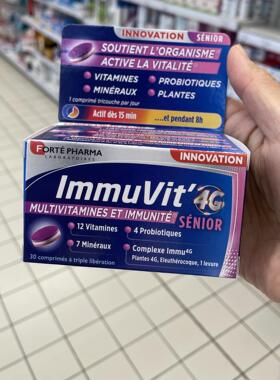 INNOVATION SÉNIOR
SOUTIENT L'ORGANISME
ACTIVE LA VITALITÉ
VITAMINES
PROBIOTIQUES
MINÉRAUX
PLANTES
1 comprimé tricouche par jour
Actif dès 15 min
....et pendant 8h
FORTÉ PHARMA
LABORATOIRES
INNOVATION
ImmuVit' 4G
SÉNIOR
MULTIVITAMINES ET IMMUNITÉ
12 Vitamines
4 Probiotiques
7 Minéraux
Complexe Immu4G
Plantes 4G, Eleuthérocoque, 1 levure
30 comprimés à triple libération